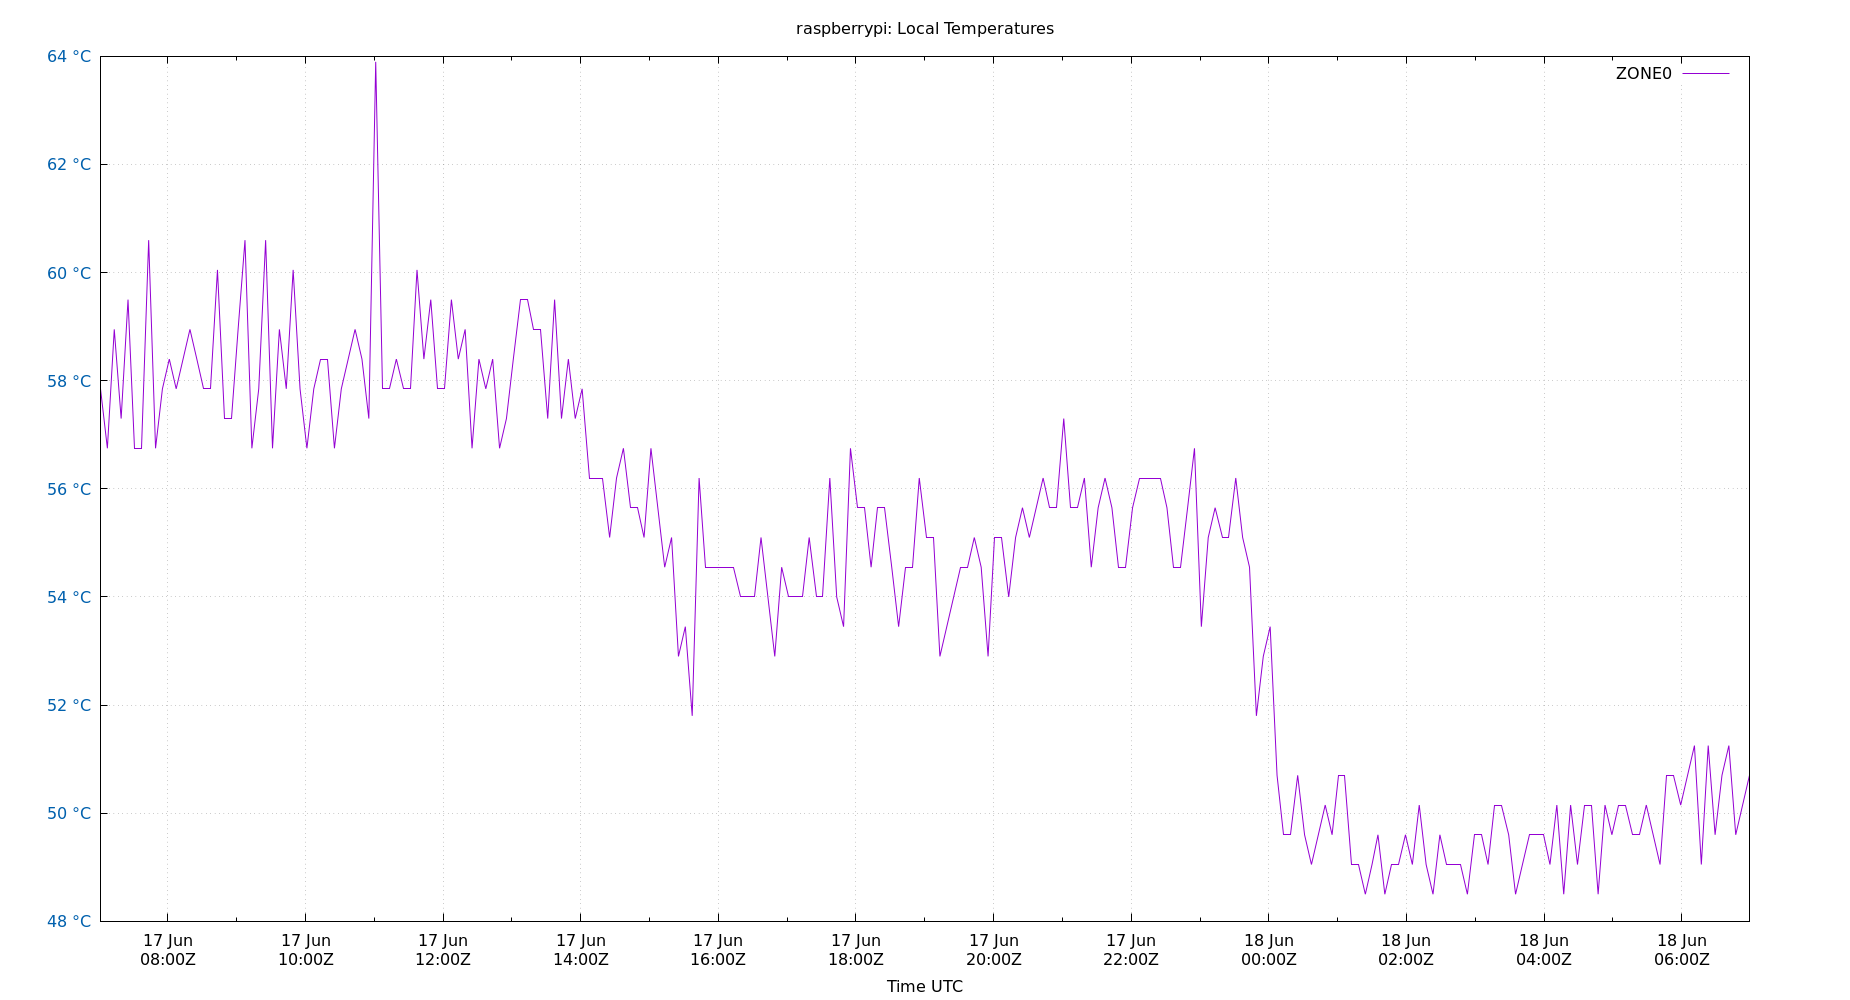 raspberrypi: Local Temperatures
ZONE0
64 °C
62 °C
60 °C
58 °C
56 °C
54 °C
52 °C
50 °C
48 °C
17 Jun
08:00Z
17 Jun
10:00Z
17 Jun
12:00Z
17 Jun
14:00Z
17 Jun
16:00Z
17 Jun
18:00Z
17 Jun
20:00Z
17 Jun
22:00Z
18 Jun
00:00Z
18 Jun
02:00Z
18 Jun
04:00Z
18 Jun
06:00Z
Time UTC